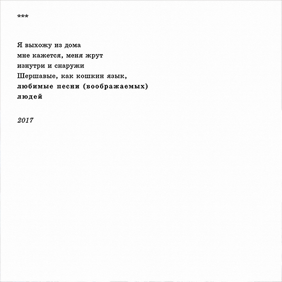 ***
Я выхожу из дома
мне кажется, меня жрут
изнутри и снаружи
Шершавые, как кошкин язык,
любимые песни (воображаемых)
людей
2017